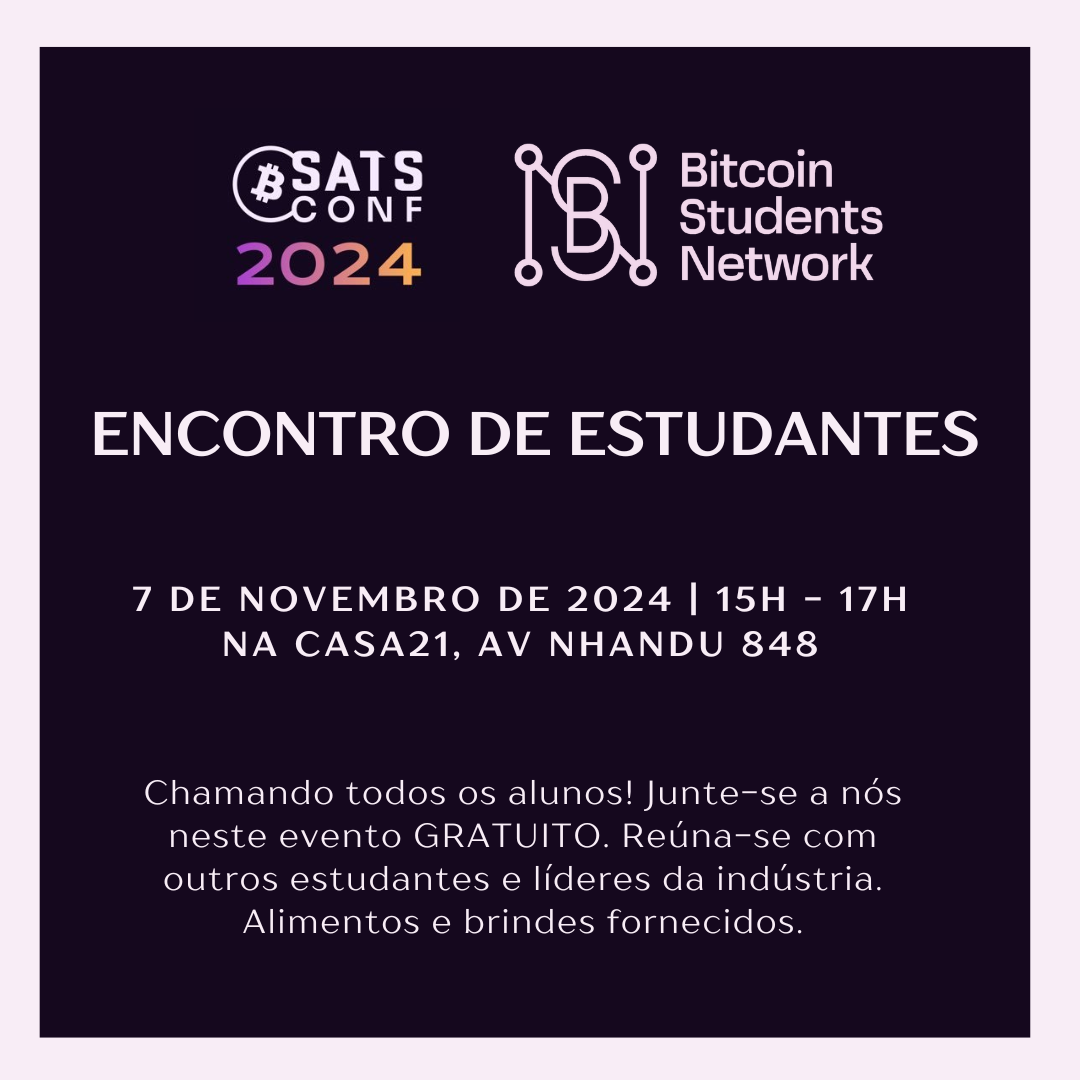 SATS
CONF
2024
Bitcoin
Students
Network
ENCONTRO DE ESTUDANTES
7 DE NOVEMBRO DE 2024 | 15H - 17H
NA CASA21, AV NHANDU 848
Chamando todos os alunos! Junte-se a nós
neste evento GRATUITO. Reúna-se com
outros estudantes e líderes da indústria.
Alimentos e brindes fornecidos.